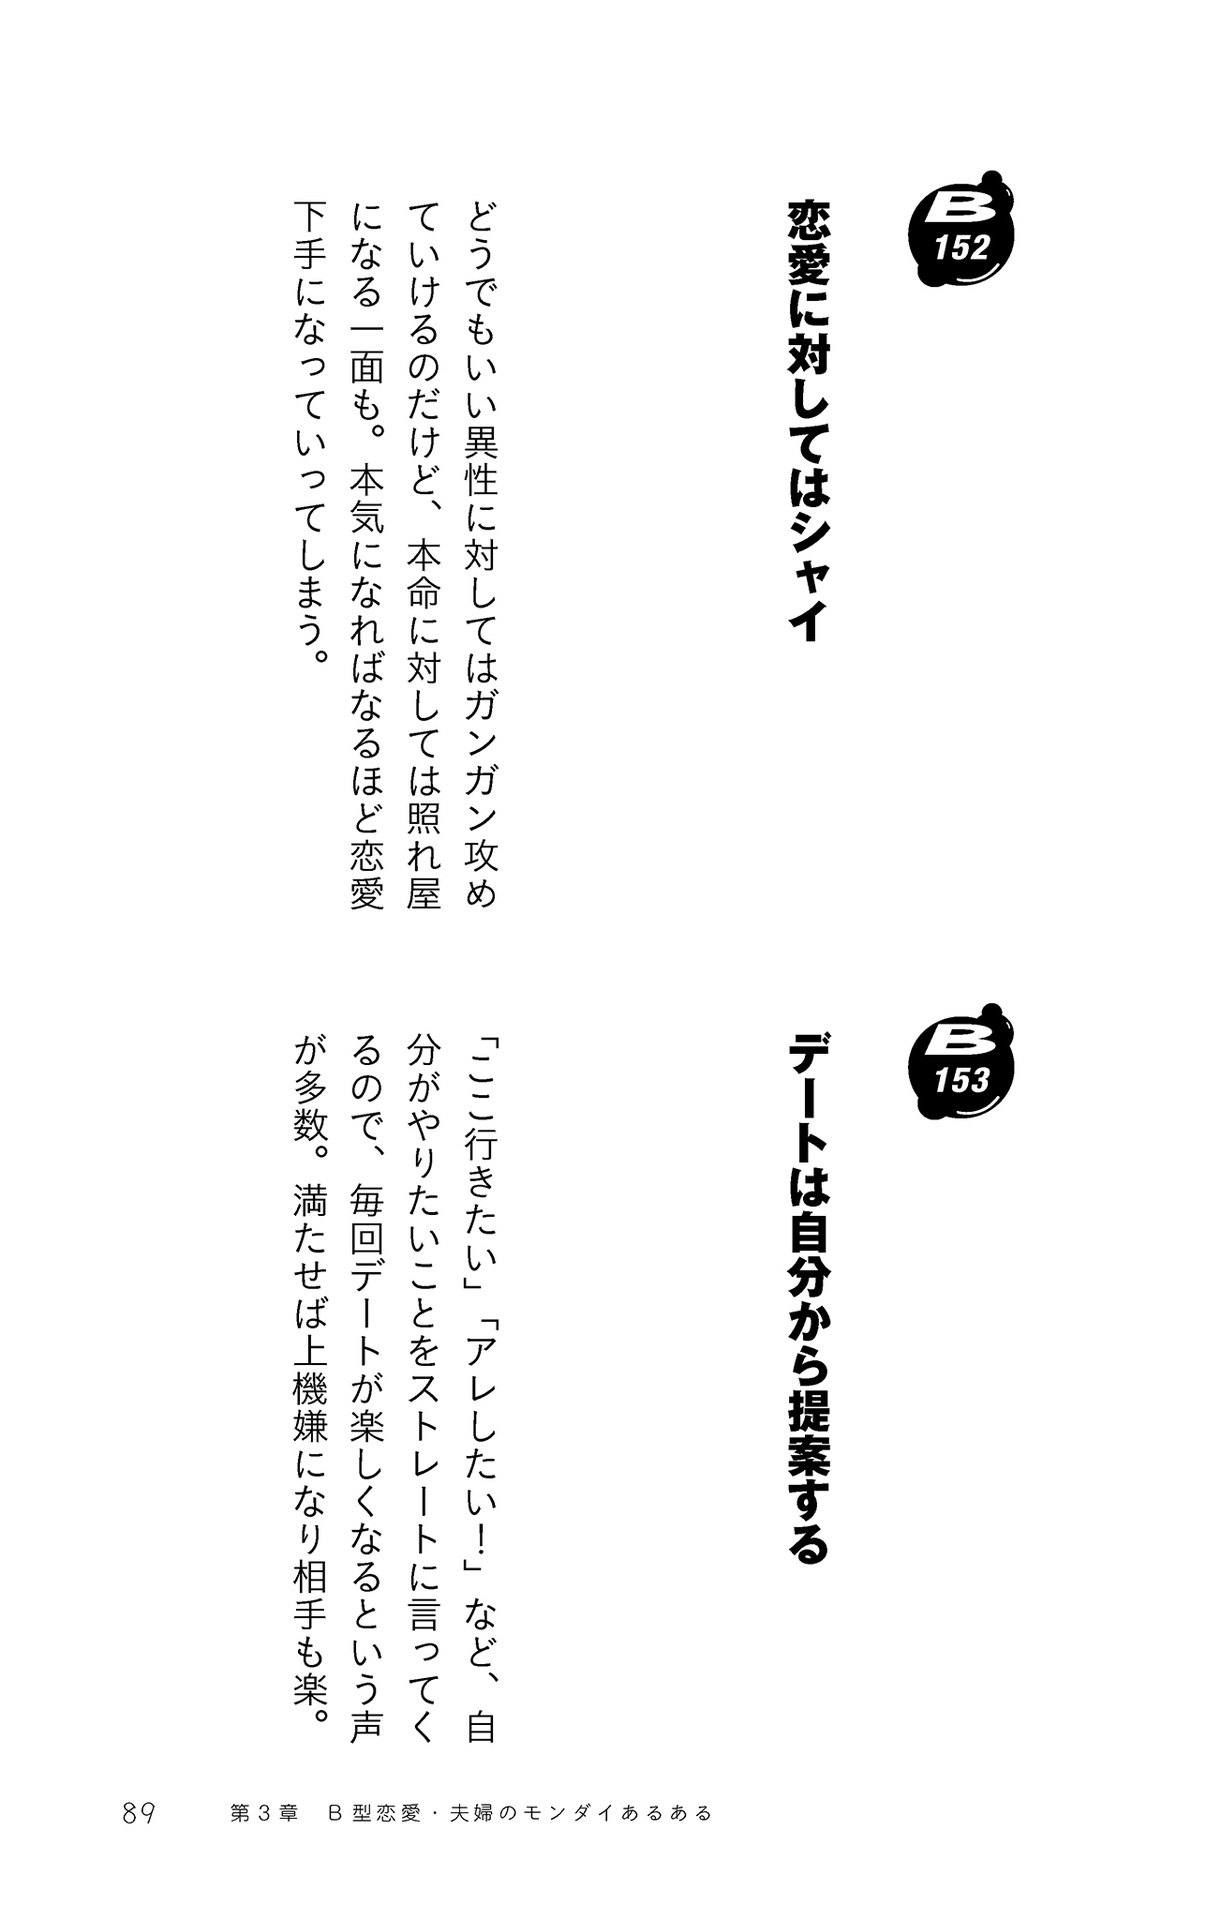 B
152
恋愛に対してはシャイ
どうでもいい異性に対してはガンガン攻め
ていけるのだけど、本命に対しては照れ屋
になる一面も。本気になればなるほど恋愛
下手になっていってしまう。
B
153
デートは自分から提案する
「ここ行きたい」「アレしたい！」など、自
分がやりたいことをストレートに言ってく
るので、毎回デートが楽しくなるという声
が多数。満たせば上機嫌になり相手も楽。
89　第3章　B型恋愛・夫婦のモンダイあるある